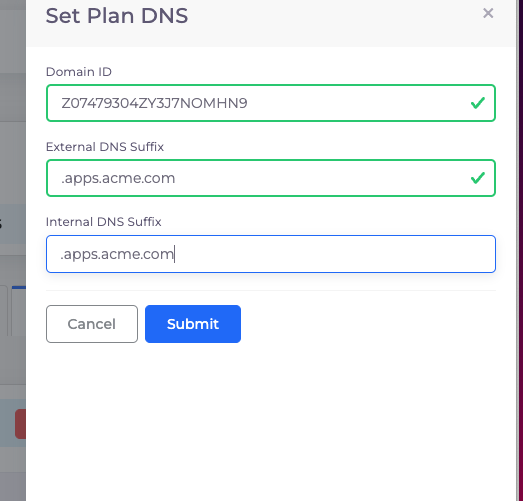 Set Plan DNS
Domain ID
Z07479304ZY3J7NOMHN9
External DNS Suffix
.apps.acme.com
Internal DNS Suffix
.apps.acme.com
Cancel
Submit